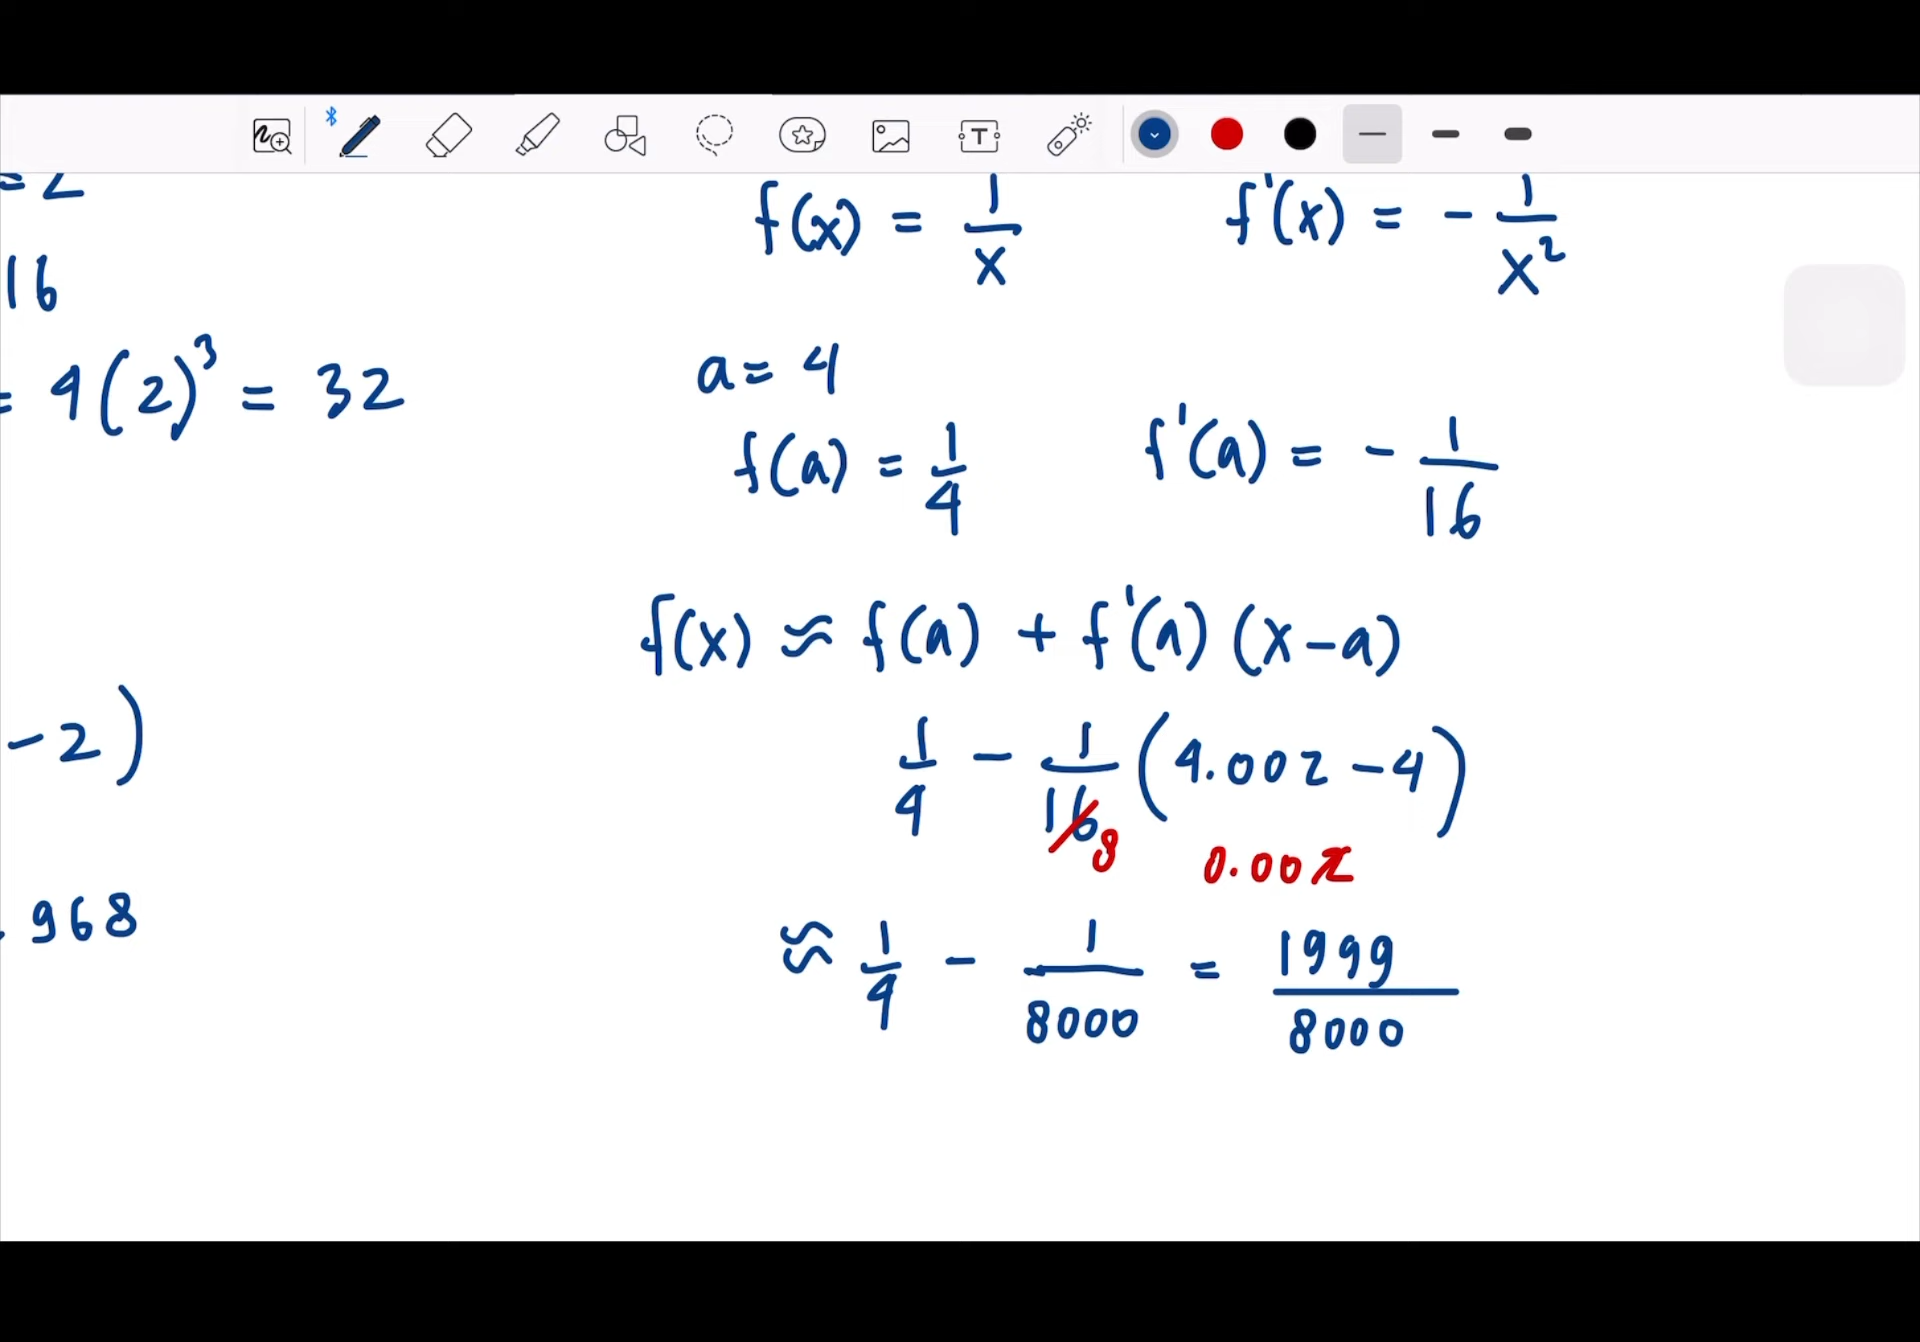 = 2
16
= 4(2)³ = 32
-2)
.968
f(x) = 1/x f'(x) = - 1/x²
a = 4
f(a) = 1/4 f'(a) = - 1/16
f(x) ≈ f(a) + f'(a) (x-a)
1/4 - 1/16 (4.002 - 4)
8 0.002
≈ 1/4 - 1/8000 = 1999/8000